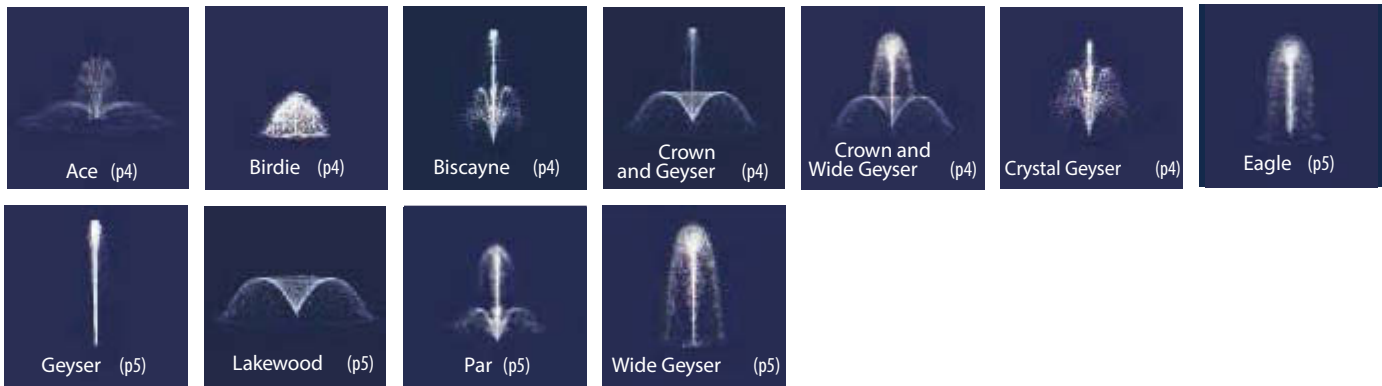 Ace (p4)
Birdie (p4)
Biscayne (p4)
Crown
and Geyser (p4)
Crown and
Wide Geyser (p4)
Crystal Geyser (p4)
Eagle (p5)
Geyser (p5)
Lakewood (p5)
Par (p5)
Wide Geyser (p5)